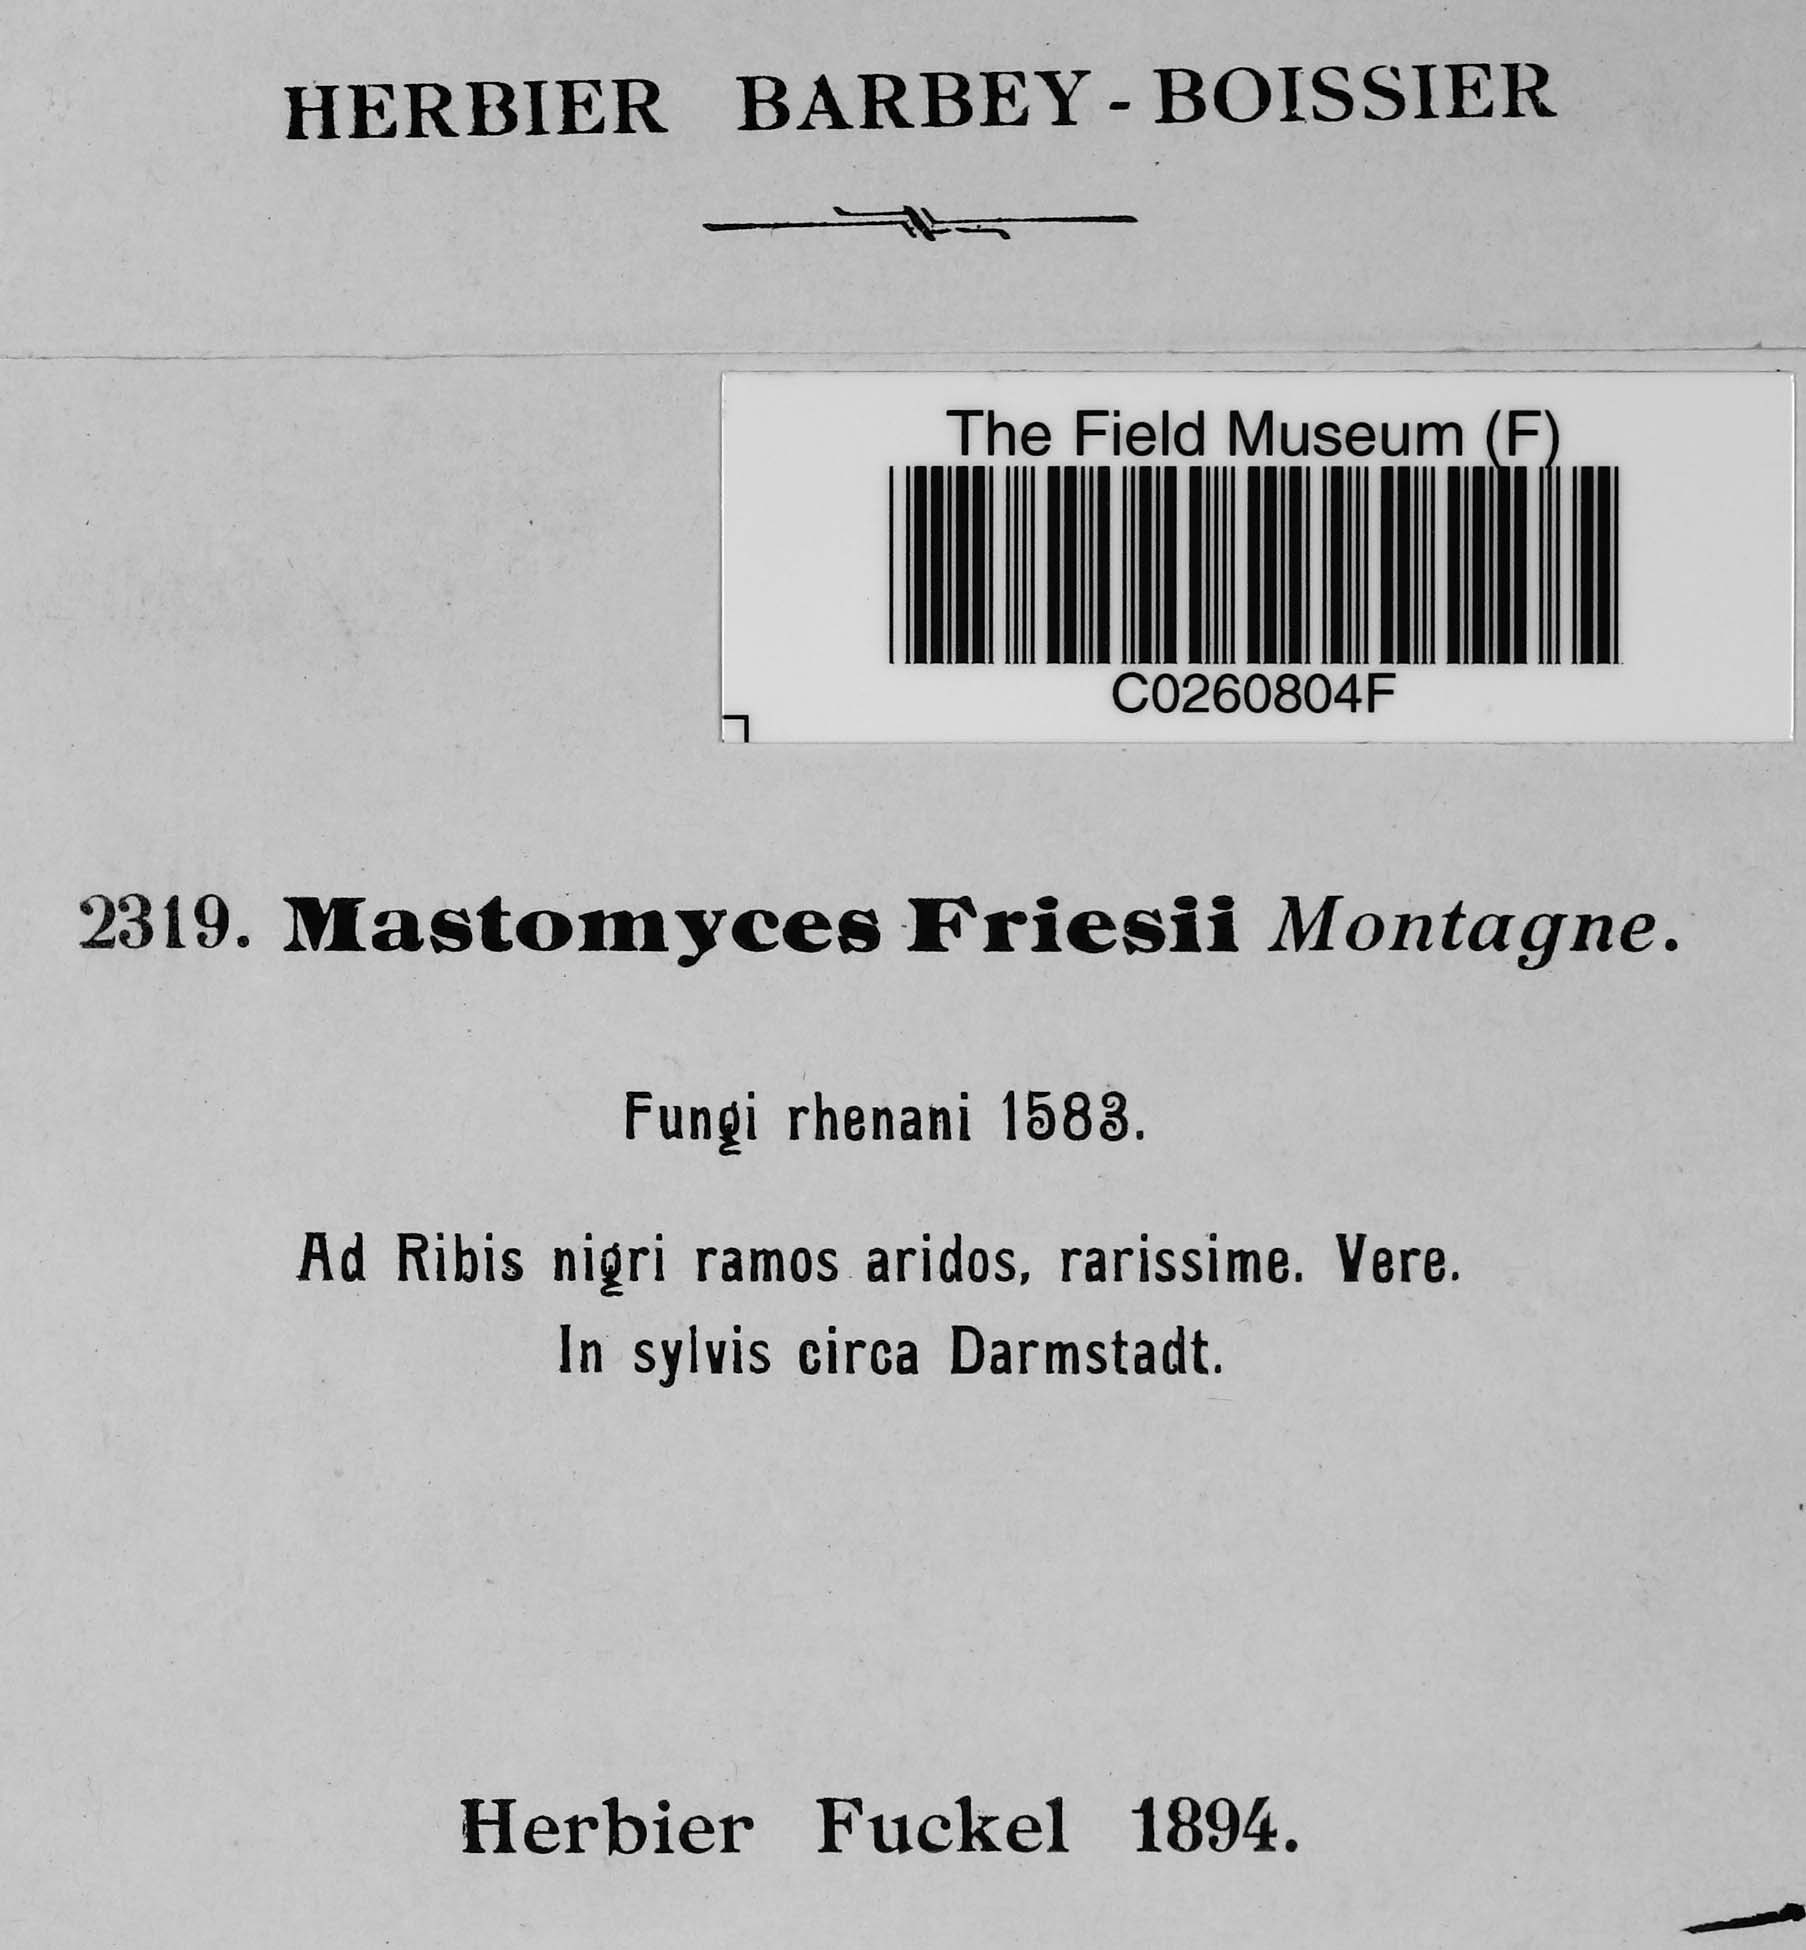 HERBIER BARBEY-BOISSIER
The Field Museum (F)
C0260804F
2319. Mastomyces Friesii Montagne.
Fungi rhenani 1583.
Ad Ribis nigri ramos aridos, rarissime. Vere.
In sylvis circa Darmstadt.
Herbier Fuckel 1894.